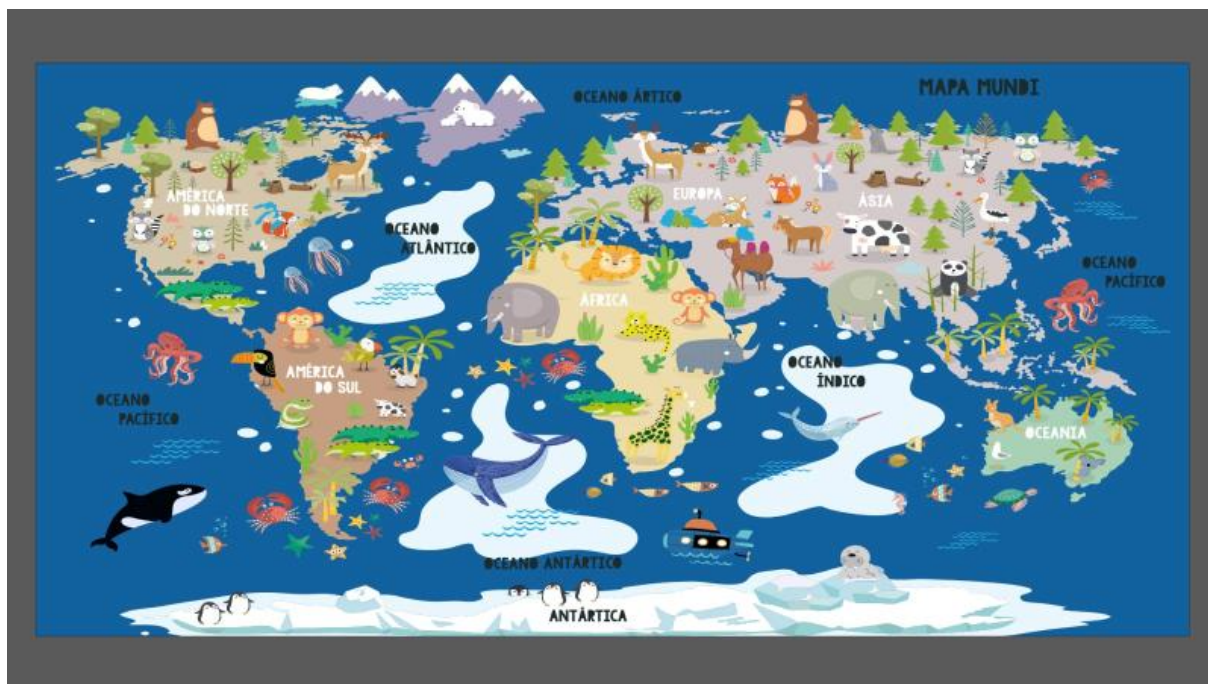 OCEANO ÁRTICO
MAPA MUNDI
AMÉRICA
DO NORTE
EUROPA
ÁSIA
OCEANO
ATLÂNTICO
OCEANO
PACÍFICO
ÁFRICA
OCEANO
ÍNDICO
AMÉRICA
DO SUL
OCEANO
PACÍFICO
OCEANIA
OCEANO ANTÁRTICO
ANTÁRTICA